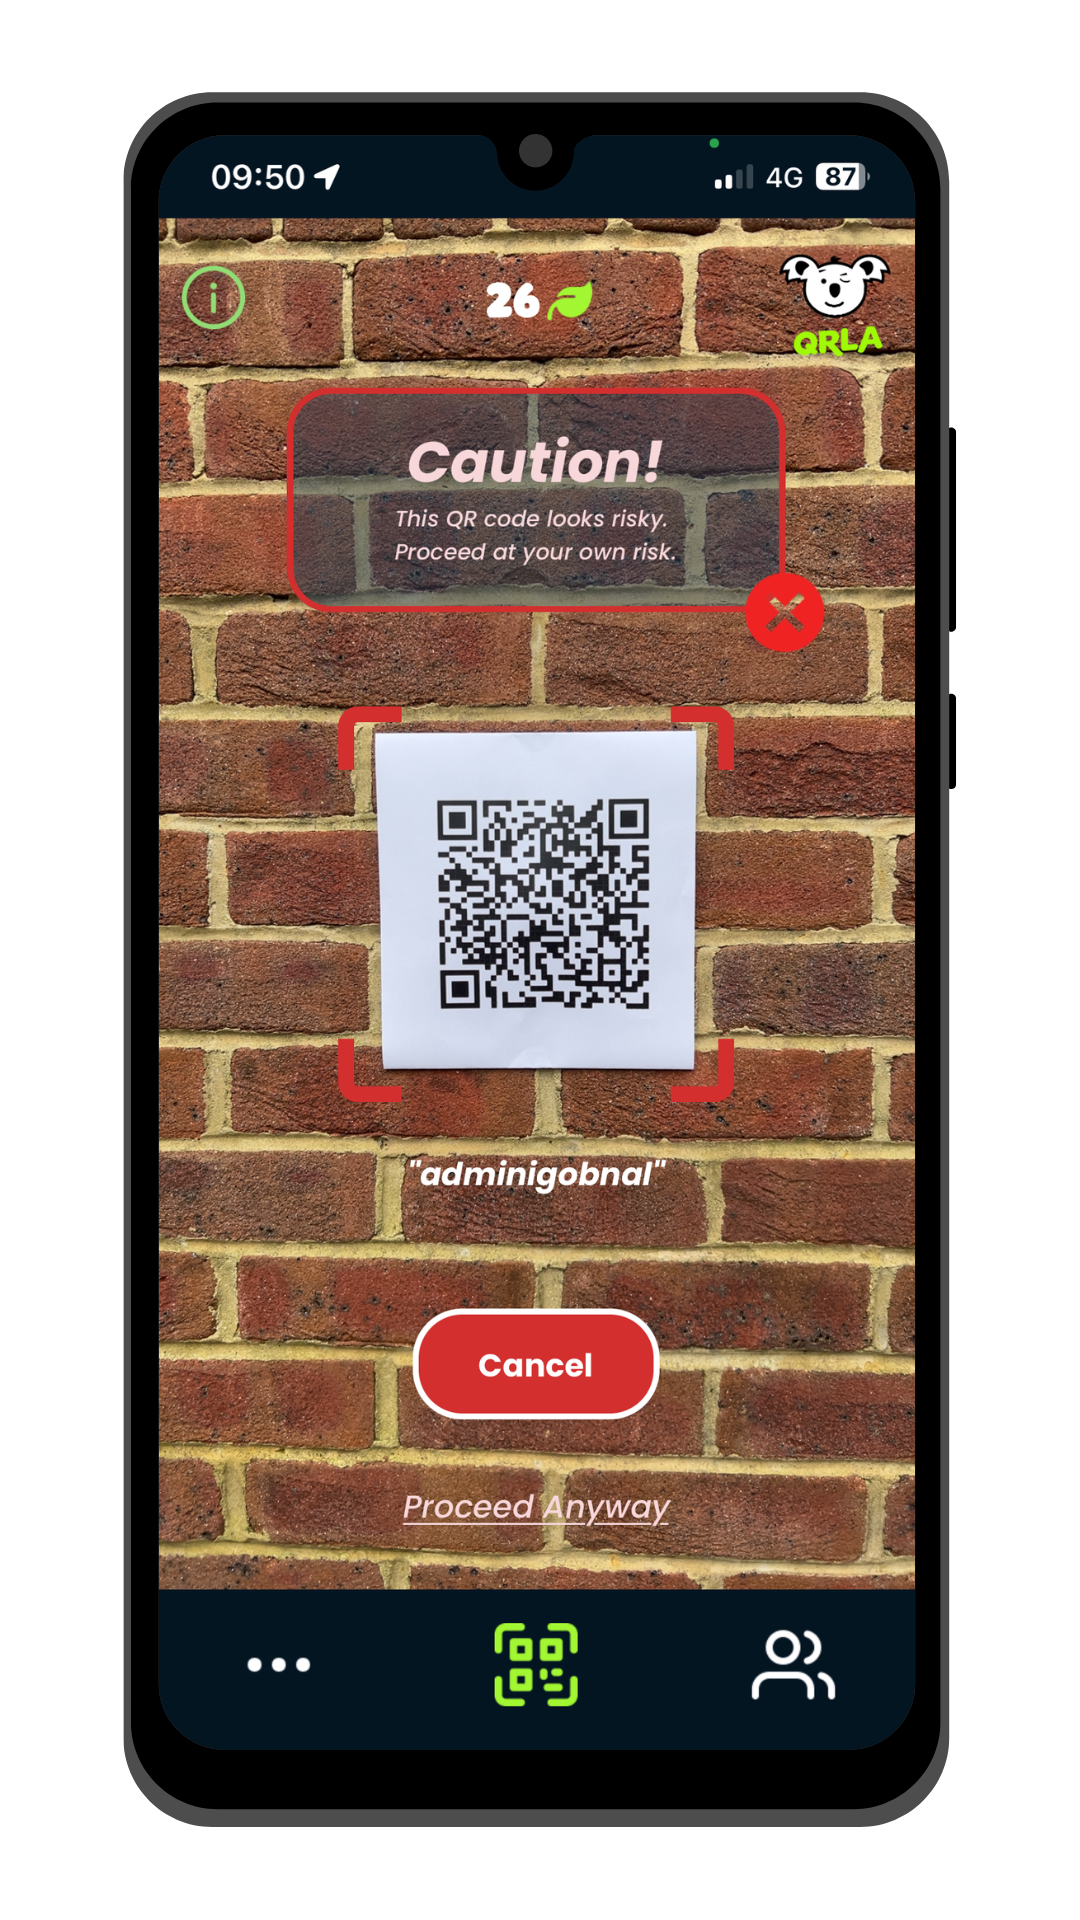 09:50
4G 87
26
QRLA
Caution!
This QR code looks risky.
Proceed at your own risk.
"adminigobnal"
Cancel
Proceed Anyway